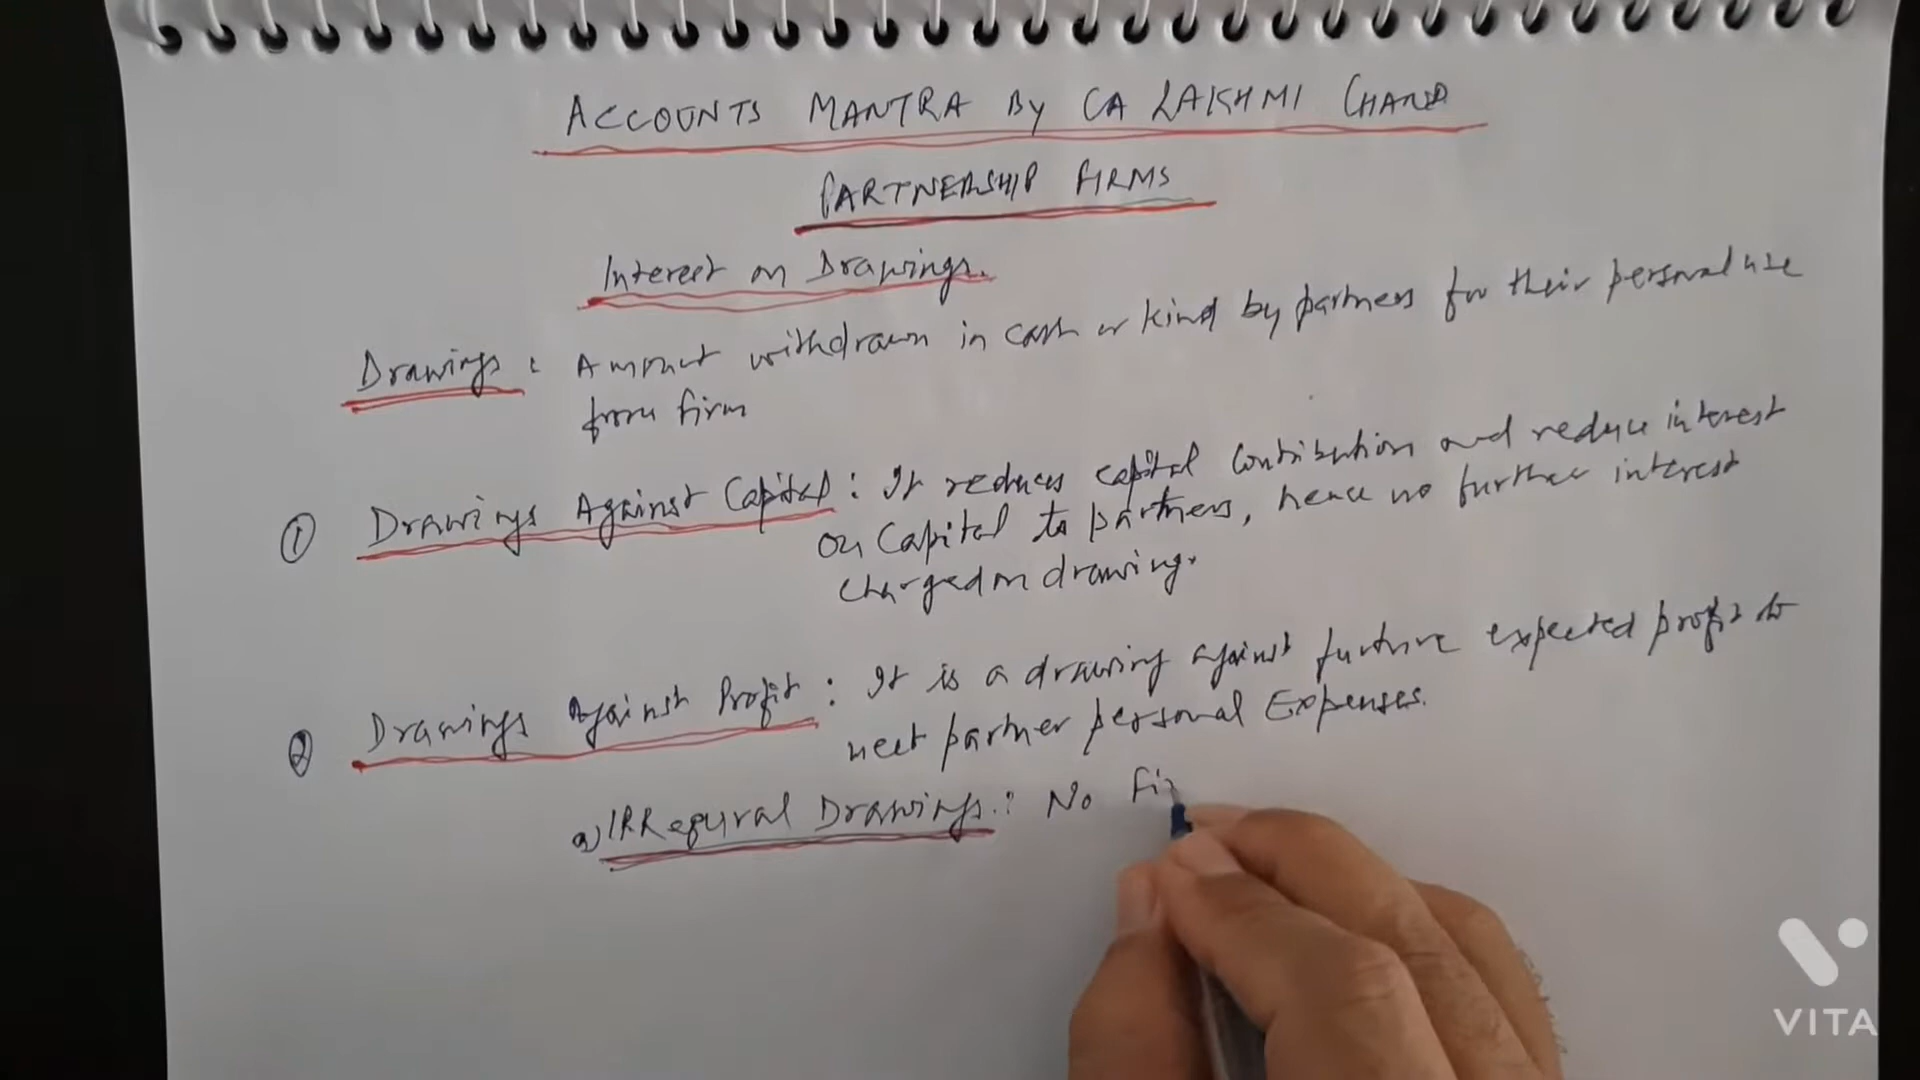 ACCOUNTS MANTRA BY CA LAKHMI CHAND
PARTNERSHIP FIRMS
Interest on Drawings.
Drawings : Amount withdrawn in cash or kind by partners for their personal use
from firm
① Drawings Against Capital : It reduces capital contribution and reduce interest
on Capital to partners, hence no further interest
charged on drawing.
② Drawings Against Profit : It is a drawing against furture expected profit to
meet partner personal Expenses.
a) IRRegural Drawings : No Fi
VITA